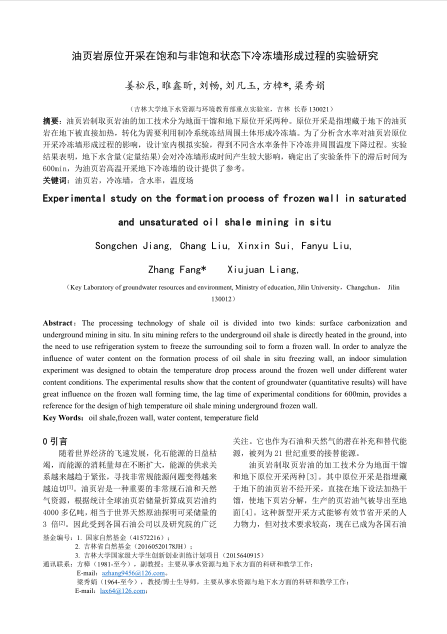 油页岩原位开采在饱和与非饱和状态下冷冻墙形成过程的实验研究
姜松辰,睢鑫昕,刘畅,刘凡玉,方樟*,梁秀娟
（吉林大学地下水资源与环境教育部重点实验室，吉林 长春 130021）
摘要：油页岩制取页岩油的加工技术分为地面干馏和地下原位开采两种。原位开采是指埋藏于地下的油页
岩在地下被直接加热，转化为需要利用制冷系统冻结周围土体形成冷冻墙。为了分析含水率对油页岩原位
开采冷冻墙形成过程的影响，设计室内模拟实验，得到不同含水率条件下冷冻井周围温度下降过程。实验
结果表明，地下水含量(定量结果)会对冷冻墙形成时间产生较大影响，确定出了实验条件下的滞后时间为
600min，为油页岩高温开采地下冷冻墙的设计提供了参考。
关键词：油页岩，冷冻墙，含水率，温度场
Experimental study on the formation process of frozen wall in saturated
and unsaturated oil shale mining in situ
Songchen Jiang, Chang Liu, Xinxin Sui, Fanyu Liu,
Zhang Fang* Xiujuan Liang,
（Key Laboratory of groundwater resources and environment, Ministry of education, Jilin University，Changchun， Jilin
130012）
Abstract：The processing technology of shale oil is divided into two kinds: surface carbonization and
underground mining in situ. In situ mining refers to the underground oil shale is directly heated in the ground, into
the need to use refrigeration system to freeze the surrounding soil to form a frozen wall. In order to analyze the
influence of water content on the formation process of oil shale in situ freezing wall, an indoor simulation
experiment was designed to obtain the temperature drop process around the frozen well under different water
content conditions. The experimental results show that the content of groundwater (quantitative results) will have
great influence on the frozen wall forming time, the lag time of experimental conditions for 600min, provides a
reference for the design of high temperature oil shale mining underground frozen wall.
Key Words：oil shale,frozen wall, water content, temperature field
0 引言
随着世界经济的飞速发展，化石能源的日益枯
竭，而能源的消耗量却在不断扩大，能源的供求关
系越来越趋于紧张，寻找非常规能源问题变得越来
越迫切[1]。油页岩是一种重要的非常规石油和天然
气资源，根据统计全球油页岩储量折算成页岩油约
4000 多亿吨，相当于世界天然原油探明可采储量的
3 倍[2]。因此受到各国石油公司以及研究院的广泛
关注。它也作为石油和天然气的潜在补充和替代能
源，被列为 21 世纪重要的接替能源。
油页岩制取页岩油的加工技术分为地面干馏
和地下原位开采两种[3]。其中原位开采是指埋藏
于地下的油页岩不经开采，直接在地下设法加热干
馏，使地下页岩分解，生产的页岩油气被导出至地
面[4]。这种新型开采方式能够有效节省开采的人
力物力，但对技术要求较高，现在已成为各国石油
基金编号：1. 国家自然基金（41572216）；
2. 吉林省自然基金（20160520178JH）；
3. 吉林大学国家级大学生创新创业训练计划项目（2015640915）
通讯联系：方樟（1981-至今），副教授；主要从事水资源与地下水方面的科研和教学工作；
E-mail：azhang9456@126.com,
梁秀娟（1964-至今），教授/博士生导师，主要从事水资源与地下水方面的科研和教学工作；
E-mail：lax64@126.com；